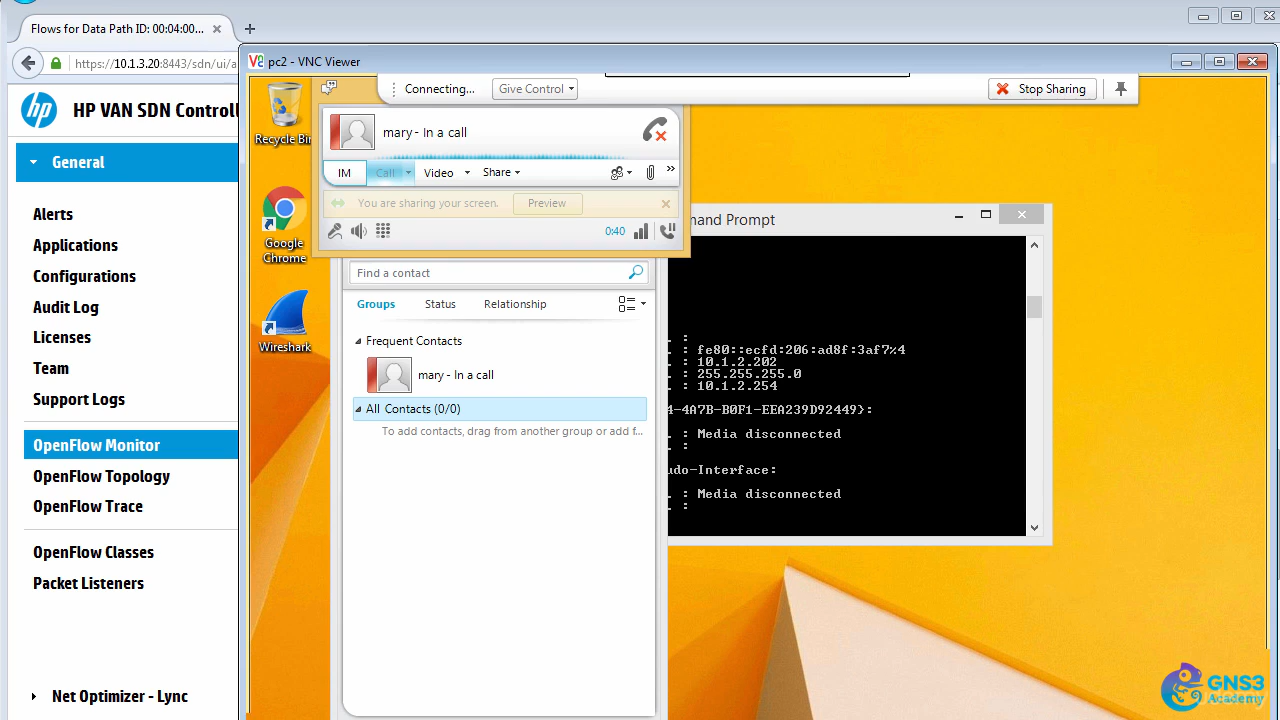 Flows for Data Path ID: 00:04:00...
https://10.1.3.20:8443/sdn/ui/a
hp
HP VAN SDN Controll
General
Alerts
Applications
Configurations
Audit Log
Licenses
Team
Support Logs
OpenFlow Monitor
OpenFlow Topology
OpenFlow Trace
OpenFlow Classes
Packet Listeners
Net Optimizer - Lync
pc2 - VNC Viewer
Connecting...
Give Control
Stop Sharing
Recycle Bin
Google
Chrome
Wireshark
mary - In a call
IM
Call
Video
Share
You are sharing your screen.
Preview
0:40
Find a contact
Groups
Status
Relationship
Frequent Contacts
mary - In a call
All Contacts (0/0)
To add contacts, drag from another group or add f...
mand Prompt
. :
. : fe80::ecfd:206:ad8f:3af7%4
. : 10.1.2.202
. : 255.255.255.0
. : 10.1.2.254
4-4A7B-B0F1-EEA239D92449}:
. : Media disconnected
. :
udo-Interface:
. : Media disconnected
. :
GNS3
Academy